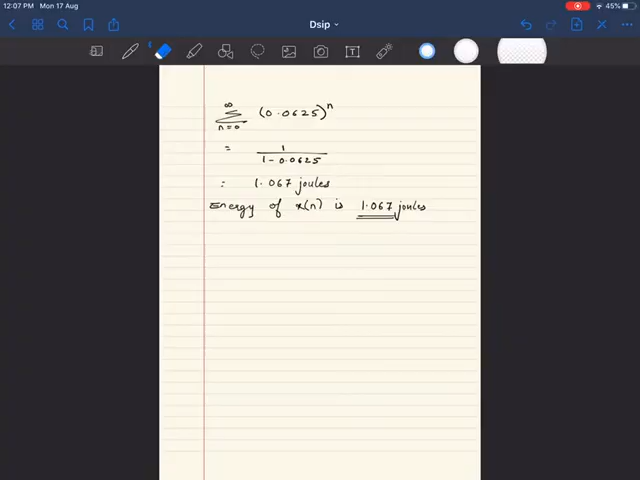 12:07 PM Mon 17 Aug
45%
Dsip
∞
∑ (0.0625)^n
n=0
= 1
1 - 0.0625
= 1.067 joules
Energy of x(n) is 1.067 joules